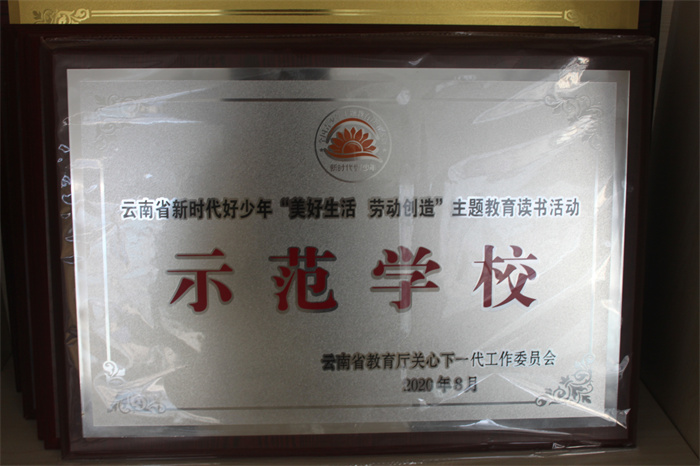 云南省新时代好少年“美好生活 劳动创造”主题教育读书活动
示范学校
云南省教育厅关心下一代工作委员会
2020年8月